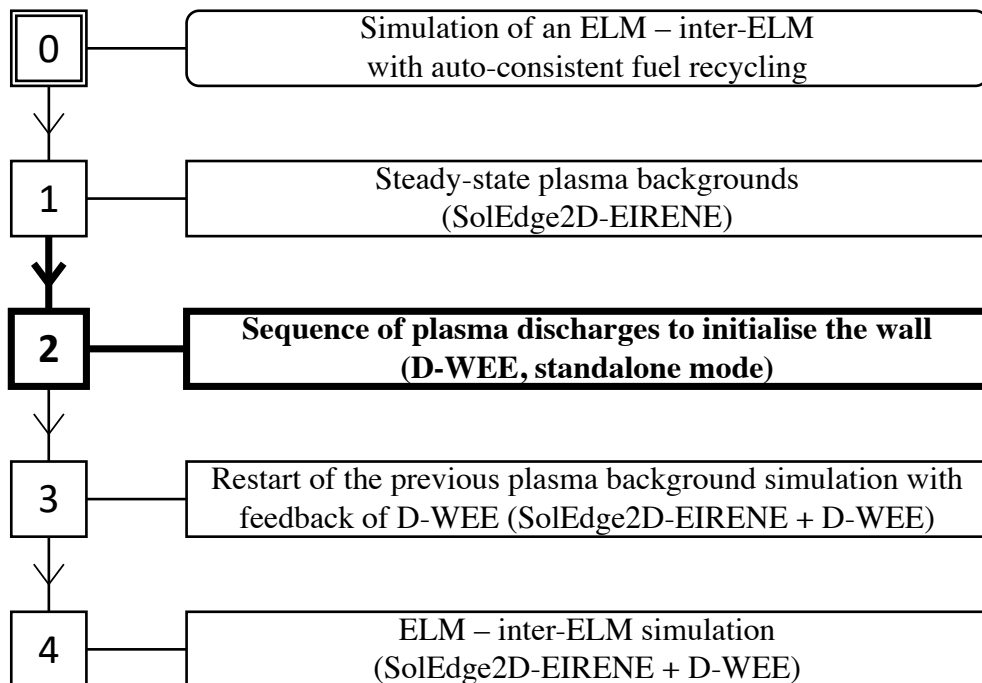 0
Simulation of an ELM – inter-ELM
with auto-consistent fuel recycling
1
Steady-state plasma backgrounds
(SolEdge2D-EIRENE)
2
Sequence of plasma discharges to initialise the wall
(D-WEE, standalone mode)
3
Restart of the previous plasma background simulation with
feedback of D-WEE (SolEdge2D-EIRENE + D-WEE)
4
ELM – inter-ELM simulation
(SolEdge2D-EIRENE + D-WEE)